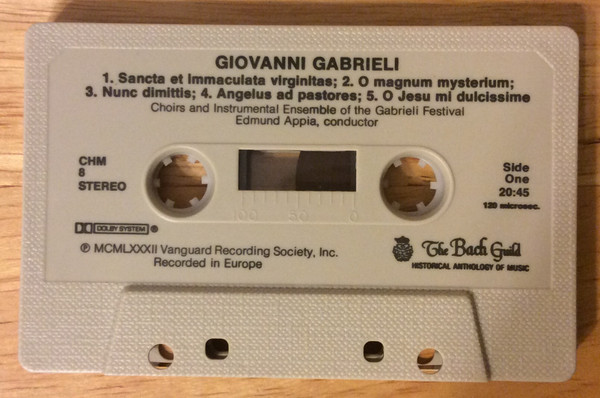 GIOVANNI GABRIELI
1. Sancta et Immaculata virginitas; 2. O magnum mysterium;
3. Nunc dimittis; 4. Angelus ad pastores; 5. O Jesu mi dulcissime
Choirs and Instrumental Ensemble of the Gabrieli Festival
Edmund Appia, conductor
CHM
8
STEREO
100 50 0
Side
One
20:45
120 microsec.
DOLBY SYSTEM ®
℗ MCMLXXXII Vanguard Recording Society, Inc.
Recorded in Europe
The Bach Guild
HISTORICAL ANTHOLOGY OF MUSIC